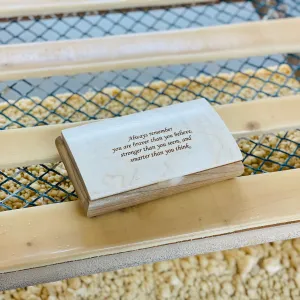 Always remember
you are braver than you believe,
stronger than you seem, and
smarter than you think.